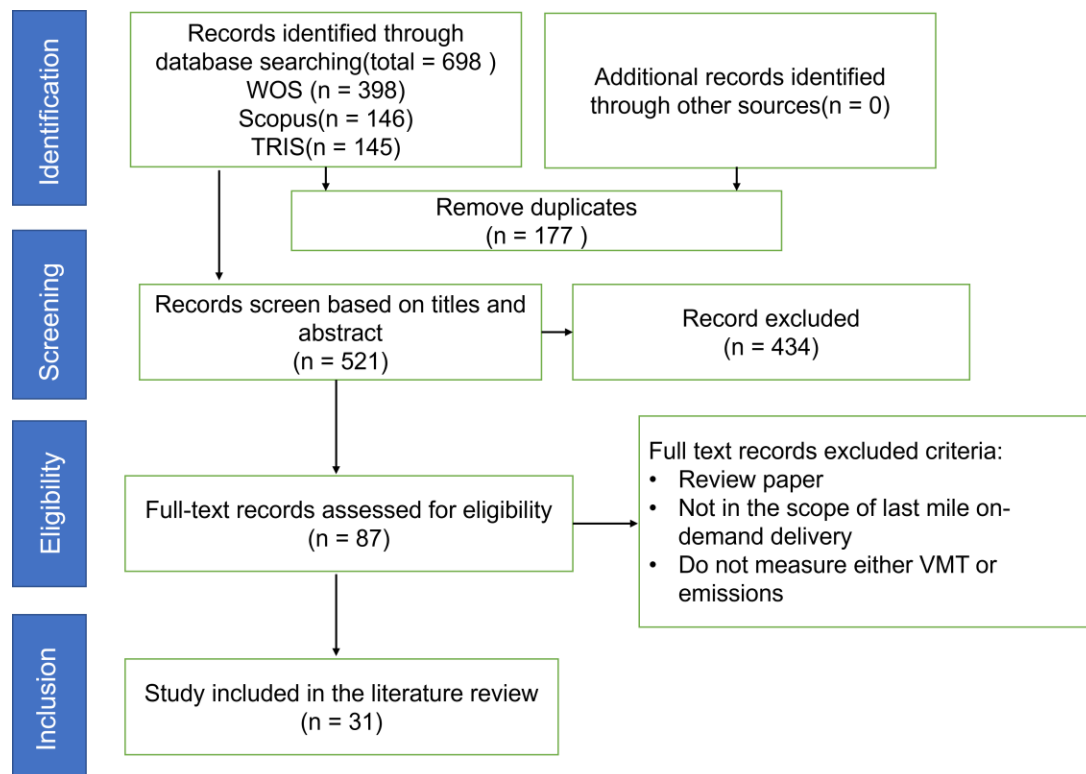 Identification
Records identified through
database searching(total = 698 )
WOS (n = 398)
Scopus(n = 146)
TRIS(n = 145)
Additional records identified
through other sources(n = 0)
Remove duplicates
(n = 177 )
Screening
Records screen based on titles and
abstract
(n = 521)
Record excluded
(n = 434)
Eligibility
Full-text records assessed for eligibility
(n = 87)
Full text records excluded criteria:
• Review paper
• Not in the scope of last mile on-
demand delivery
• Do not measure either VMT or
emissions
Inclusion
Study included in the literature review
(n = 31)